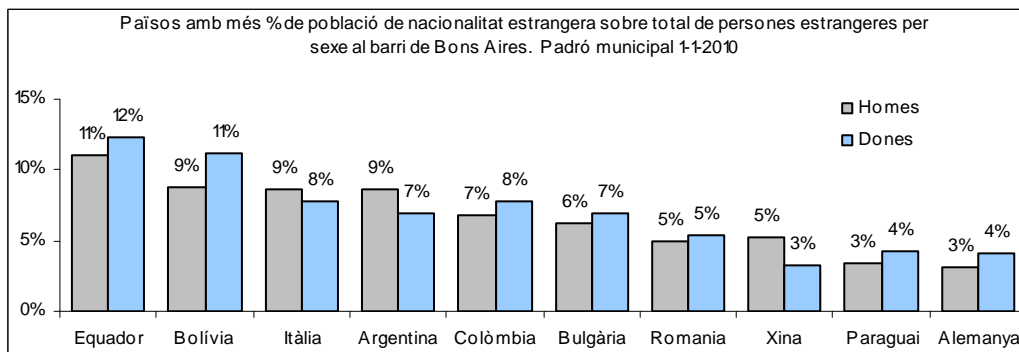 Països amb més % de població de nacionalitat estrangera sobre total de persones estrangeres per
sexe al barri de Bons Aires. Padró municipal 1-1-2010
15%
10%
5%
0%
Homes
Dones
11% 12% 9% 11% 9% 8% 9% 7% 7% 8% 6% 7% 5% 5% 5% 3% 3% 4% 3% 4%
Equador Bolívia Itàlia Argentina Colòmbia Bulgària Romania Xina Paraguai Alemanya